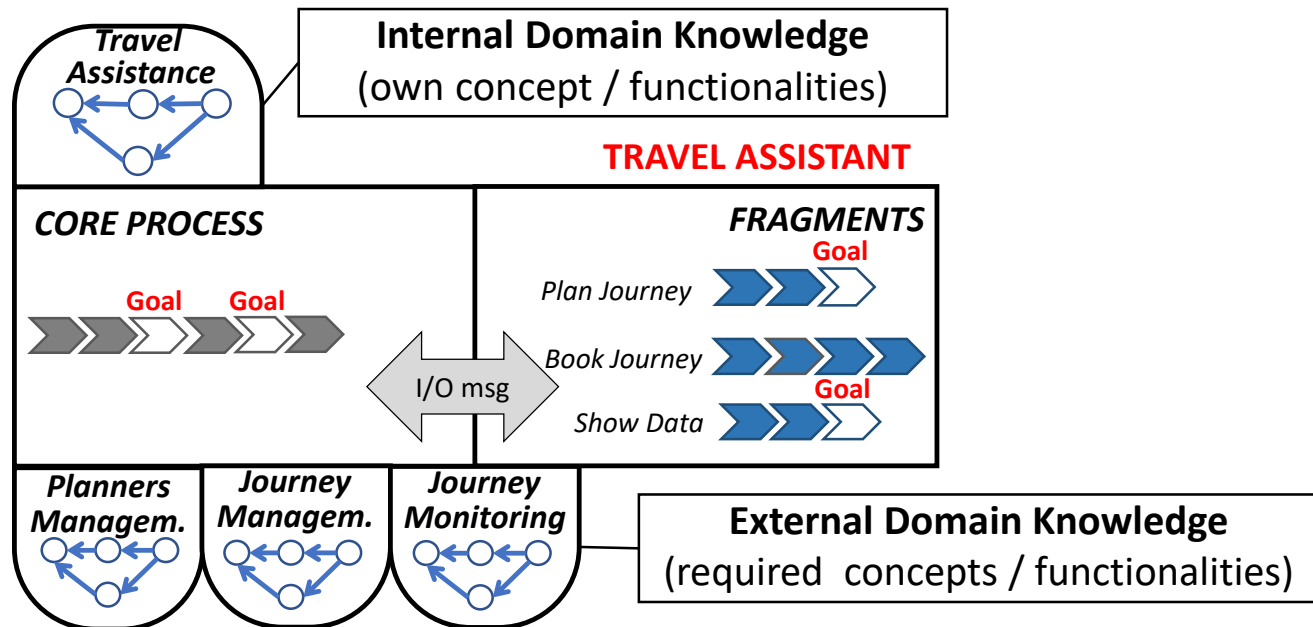 Travel
Assistance
Internal Domain Knowledge
(own concept / functionalities)
TRAVEL ASSISTANT
CORE PROCESS
Goal Goal
I/O msg
FRAGMENTS
Goal
Plan Journey
Book Journey
Goal
Show Data
Planners
Managem.
Journey
Managem.
Journey
Monitoring
External Domain Knowledge
(required concepts / functionalities)